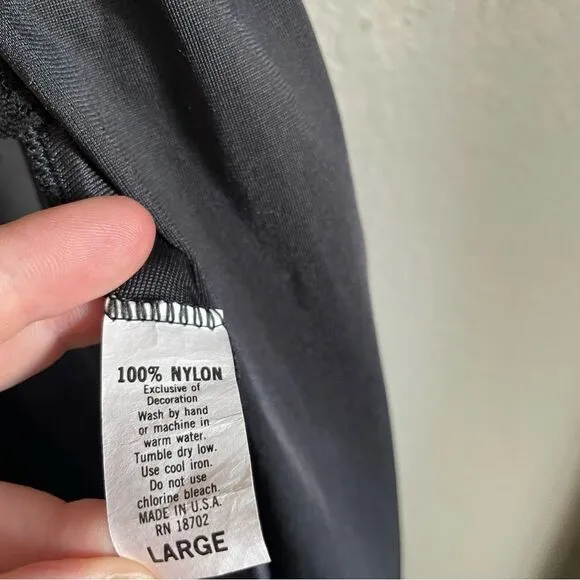 100% NYLON
Exclusive of
Decoration
Wash by hand
or machine in
warm water.
Tumble dry low.
Use cool iron.
Do not use
chlorine bleach.
MADE IN U.S.A.
RN 18702
LARGE